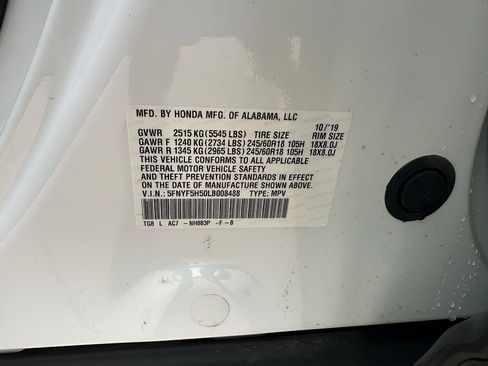 MFD. BY HONDA MFG. OF ALABAMA, LLC
10/'19
GVWR 2515 KG (5545 LBS) TIRE SIZE RIM SIZE
GAWR F 1240 KG (2734 LBS) 245/60R18 105H 18X8.0J
GAWR R 1345 KG (2965 LBS) 245/60R18 105H 18X8.0J
THIS VEHICLE CONFORMS TO ALL APPLICABLE
FEDERAL MOTOR VEHICLE SAFETY
AND THEFT PREVENTION STANDARDS IN EFFECT
ON THE DATE OF MANUFACTURE SHOWN ABOVE.
V.I.N.: 5FNYF5H50LB008488 TYPE: MPV
TG8 L AC7 - NH883P -F - B